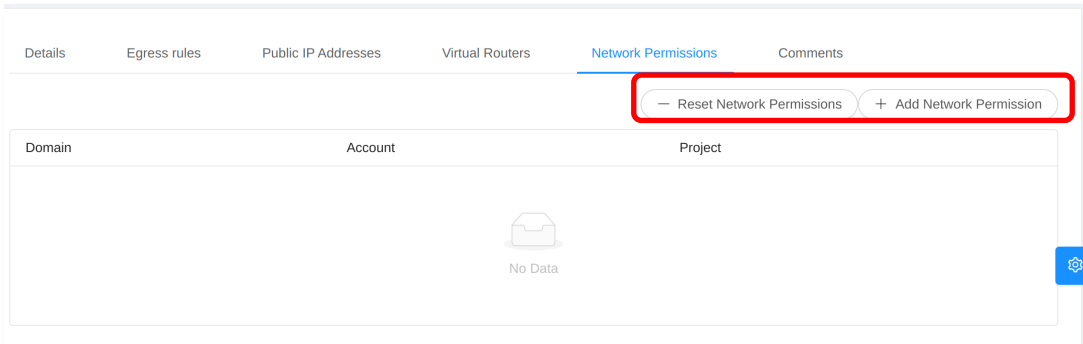 Details Egress rules Public IP Addresses Virtual Routers Network Permissions Comments
Reset Network Permissions Add Network Permission
Domain Account Project
No Data